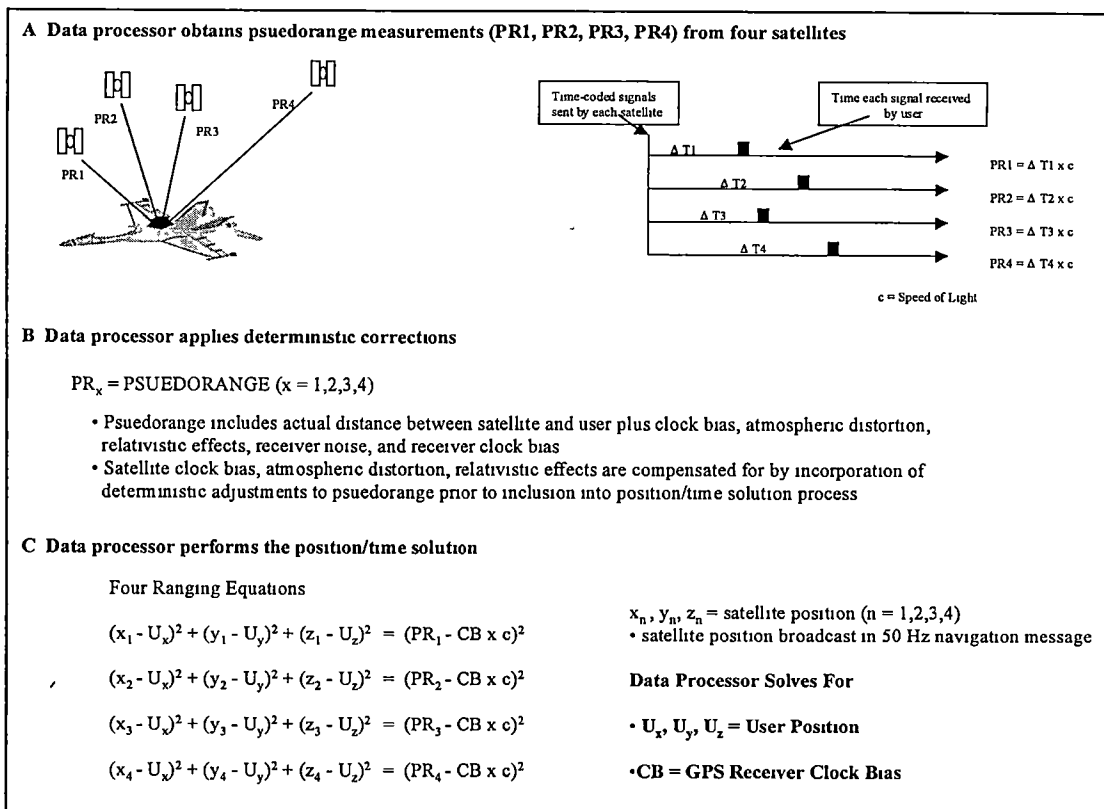 A Data processor obtains psuedorange measurements (PR1, PR2, PR3, PR4) from four satellites
PR1
PR2
PR3
PR4
Time-coded signals
sent by each satellite
Time each signal received
by user
Δ T1
PR1 = Δ T1 x c
Δ T2
PR2 = Δ T2 x c
Δ T3
PR3 = Δ T3 x c
Δ T4
PR4 = Δ T4 x c
c = Speed of Light
B Data processor applies deterministic corrections
PRx = PSUEDORANGE (x = 1,2,3,4)
• Psuedorange includes actual distance between satellite and user plus clock bias, atmospheric distortion,
relativistic effects, receiver noise, and receiver clock bias
• Satellite clock bias, atmospheric distortion, relativistic effects are compensated for by incorporation of
deterministic adjustments to psuedorange prior to inclusion into position/time solution process
C Data processor performs the position/time solution
Four Ranging Equations
(x₁ - Uₓ)² + (y₁ - Uy)² + (z₁ - Uz)² = (PR₁ - CB x c)²
(x₂ - Uₓ)² + (y₂ - Uy)² + (z₂ - Uz)² = (PR₂ - CB x c)²
(x₃ - Uₓ)² + (y₃ - Uy)² + (z₃ - Uz)² = (PR₃ - CB x c)²
(x₄ - Uₓ)² + (y₄ - Uy)² + (z₄ - Uz)² = (PR₄ - CB x c)²
xn, yn, zn = satellite position (n = 1,2,3,4)
• satellite position broadcast in 50 Hz navigation message
Data Processor Solves For
• Ux, Uy, Uz = User Position
•CB = GPS Receiver Clock Bias